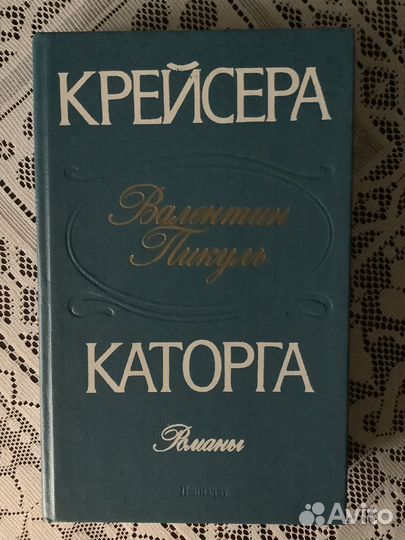 КРЕЙСЕРА
Валентин
Пикуль
КАТОРГА
Романы
Avito